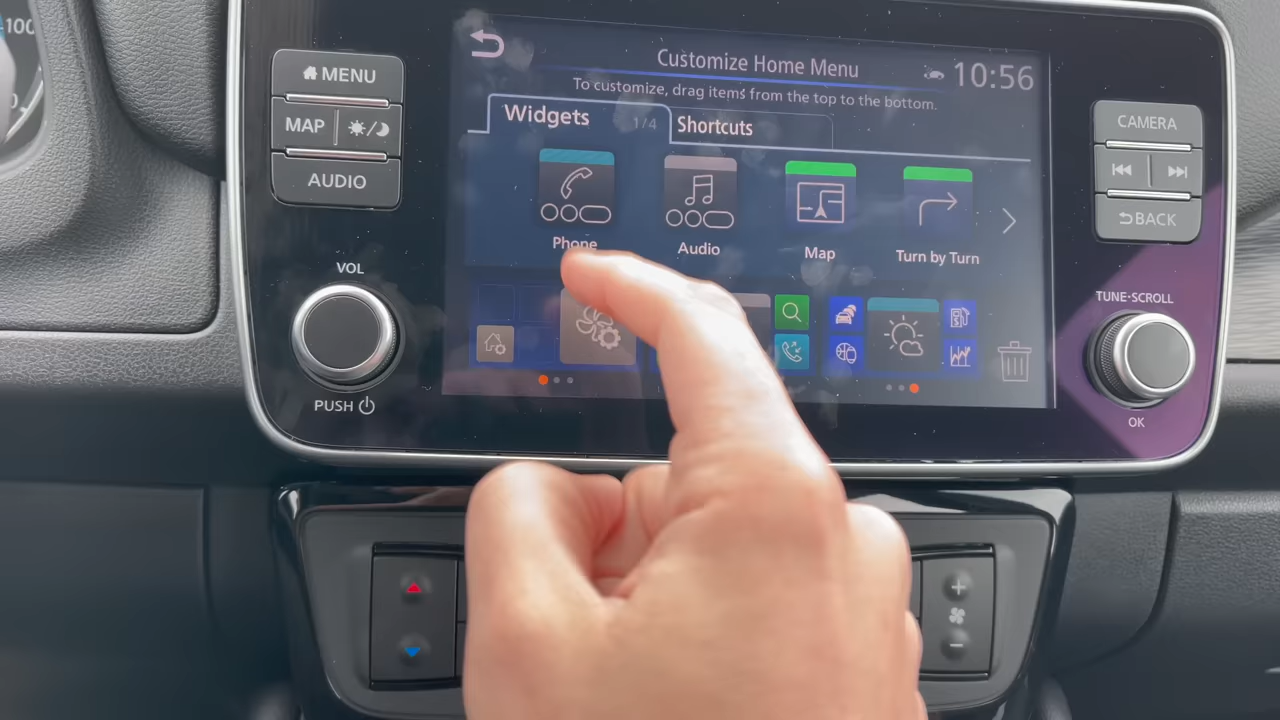 100
MENU
MAP
AUDIO
VOL
PUSH
Customize Home Menu
10:56
To customize, drag items from the top to the bottom.
Widgets 1/4
Shortcuts
Phone
Audio
Map
Turn by Turn
CAMERA
BACK
TUNE·SCROLL
OK